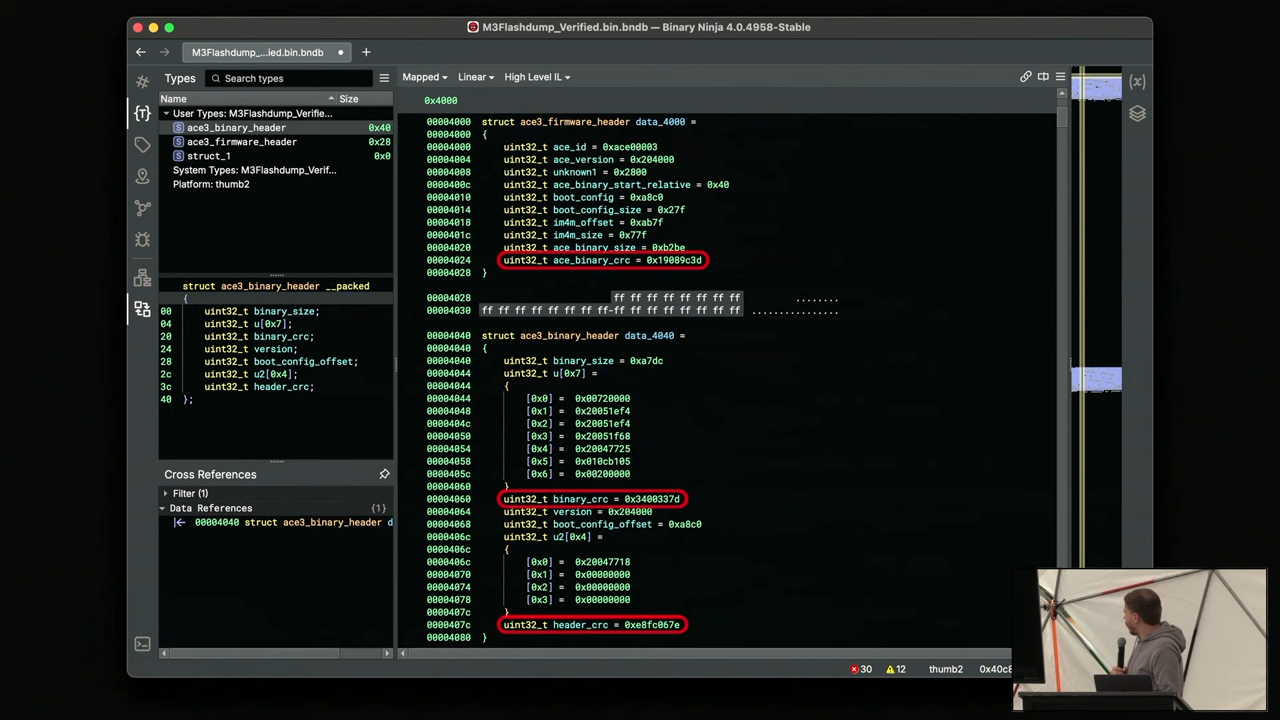 M3Flashdump_Verified.bin.bndb — Binary Ninja 4.0.4958-Stable
M3Flashdump_...ied.bin.bndb
Types
Search types
Name Size
User Types: M3Flashdump_Verifie...
ace3_binary_header 0x40
ace3_firmware_header 0x28
struct_1 0x0
System Types: M3Flashdump_Verif...
Platform: thumb2
struct ace3_binary_header __packed
{
00 uint32_t binary_size;
04 uint32_t u[0x7];
20 uint32_t binary_crc;
24 uint32_t version;
28 uint32_t boot_config_offset;
2c uint32_t u2[0x4];
3c uint32_t header_crc;
40 };
Cross References
Filter (1)
Data References {1}
00004040 struct ace3_binary_header d
Mapped Linear High Level IL
0x4000
00004000 struct ace3_firmware_header data_4000 =
00004000 {
00004000 uint32_t ace_id = 0xace00003
00004004 uint32_t ace_version = 0x204000
00004008 uint32_t unknown1 = 0x2800
0000400c uint32_t ace_binary_start_relative = 0x40
00004010 uint32_t boot_config = 0xa8c0
00004014 uint32_t boot_config_size = 0x27f
00004018 uint32_t im4m_offset = 0xab7f
0000401c uint32_t im4m_size = 0x77f
00004020 uint32_t ace_binary_size = 0xb2be
00004024 uint32_t ace_binary_crc = 0x19089c3d
00004028 }
00004028 ff ff ff ff ff ff ff ff ........
00004030 ff ff ff ff ff ff ff ff-ff ff ff ff ff ff ff ff ................
00004040 struct ace3_binary_header data_4040 =
00004040 {
00004040 uint32_t binary_size = 0xa7dc
00004044 uint32_t u[0x7] =
00004044 {
00004044 [0x0] = 0x00720000
00004048 [0x1] = 0x20051ef4
0000404c [0x2] = 0x20051ef4
00004050 [0x3] = 0x20051f68
00004054 [0x4] = 0x20047725
00004058 [0x5] = 0x010cb105
0000405c [0x6] = 0x00200000
00004060 }
00004060 uint32_t binary_crc = 0x3400337d
00004064 uint32_t version = 0x204000
00004068 uint32_t boot_config_offset = 0xa8c0
0000406c uint32_t u2[0x4] =
0000406c {
0000406c [0x0] = 0x20047718
00004070 [0x1] = 0x00000000
00004074 [0x2] = 0x00000000
00004078 [0x3] = 0x00000000
0000407c }
0000407c uint32_t header_crc = 0xe8fc067e
00004080 }
30 12 thumb2 0x40c8